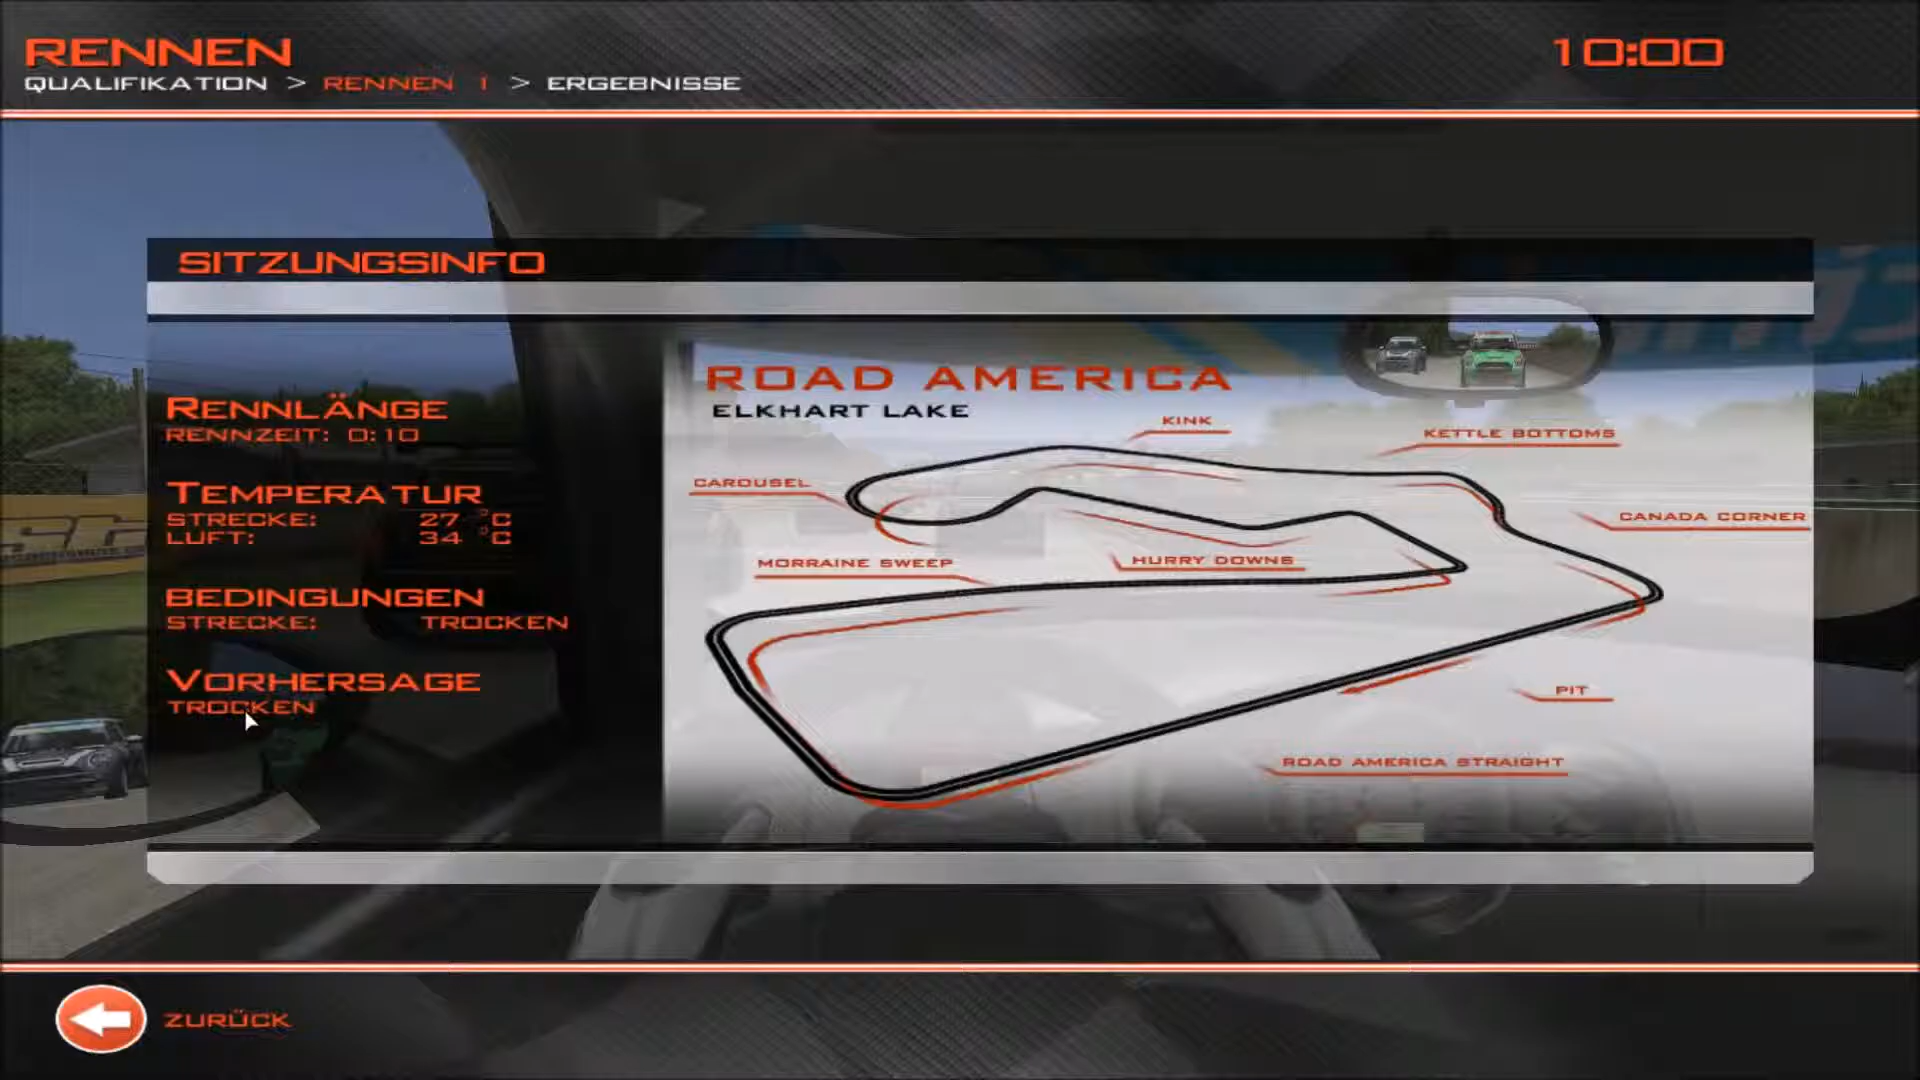 RENNEN
10:00
QUALIFIKATION > RENNEN 1 > ERGEBNISSE
SITZUNGSINFO
ROAD AMERICA
ELKHART LAKE
RENNLÄNGE
RENNZEIT: 0:10
TEMPERATUR
STRECKE: 27 °C
LUFT: 34 °C
BEDINGUNGEN
STRECKE: TROCKEN
VORHERSAGE
TROCKEN
KINK
KETTLE BOTTOMS
CAROUSEL
CANADA CORNER
MORRAINE SWEEP
HURRY DOWNS
PIT
ROAD AMERICA STRAIGHT
ZURÜCK